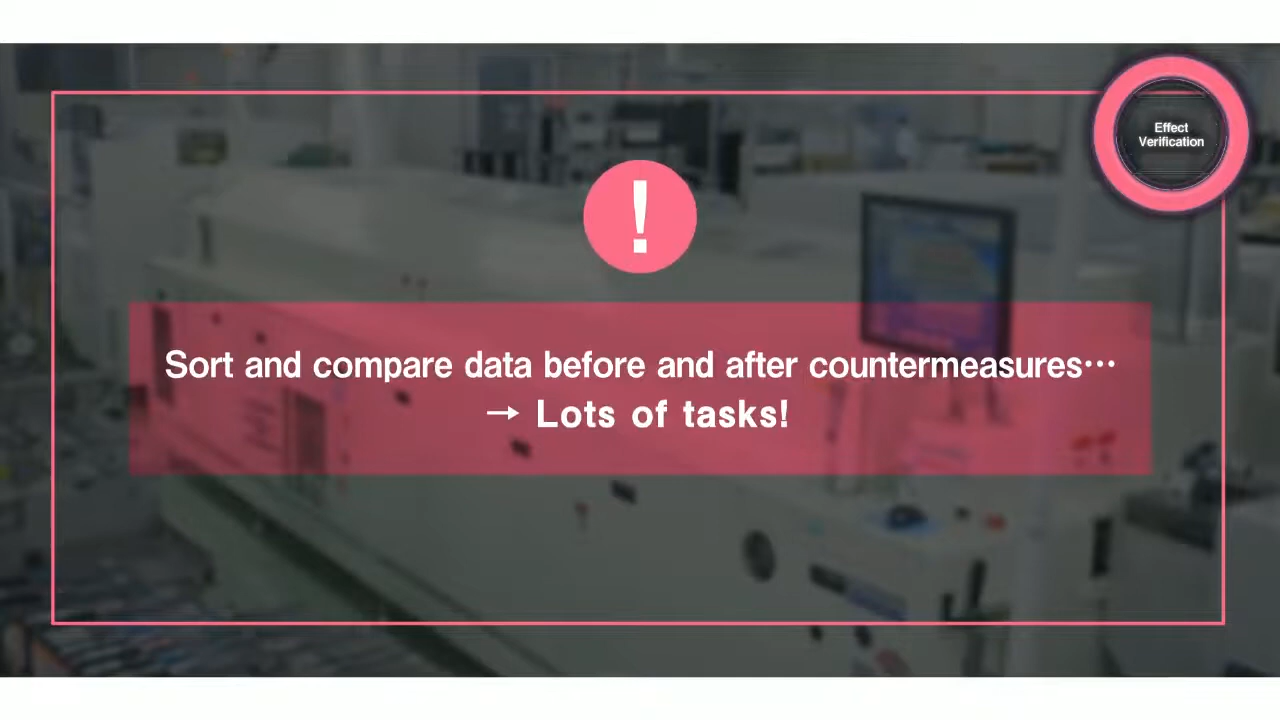 Effect
Verification
!
Sort and compare data before and after countermeasures…
→ Lots of tasks!